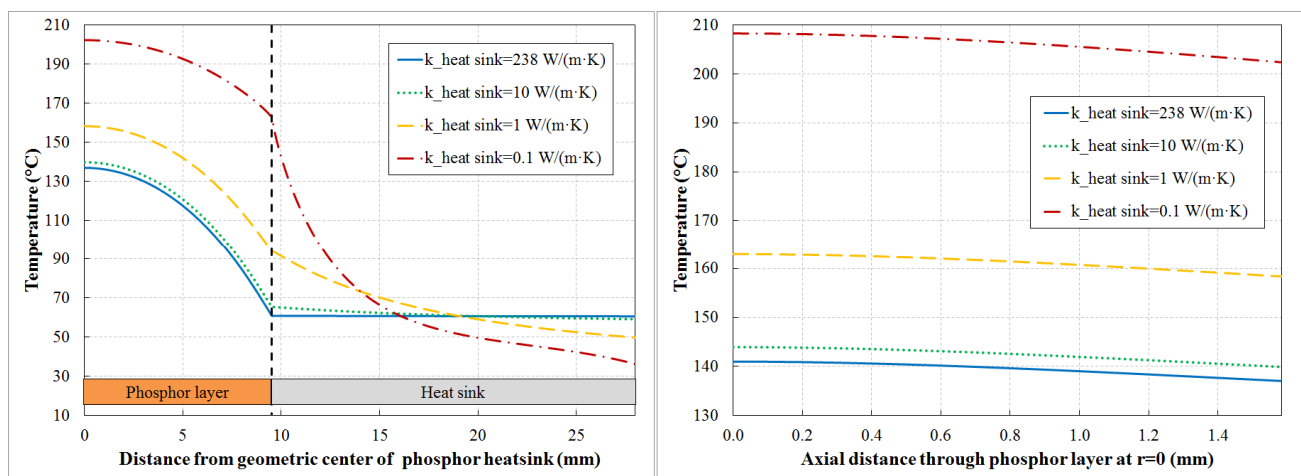 210
190
170
150
130
110
90
70
50
30
10
Temperature (°C)
k_heat sink=238 W/(m·K)
k_heat sink=10 W/(m·K)
k_heat sink=1 W/(m·K)
k_heat sink=0.1 W/(m·K)
Phosphor layer
Heat sink
0 5 10 15 20 25
Distance from geometric center of phosphor heatsink (mm)
210
200
190
180
170
160
150
140
130
Temperature (°C)
k_heat sink=238 W/(m·K)
k_heat sink=10 W/(m·K)
k_heat sink=1 W/(m·K)
k_heat sink=0.1 W/(m·K)
0.0 0.2 0.4 0.6 0.8 1.0 1.2 1.4
Axial distance through phosphor layer at r=0 (mm)